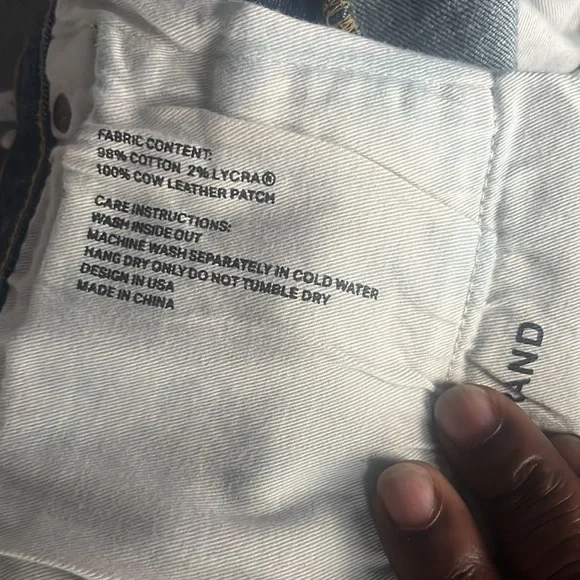 FABRIC CONTENT:
98% COTTON 2% LYCRA®
100% COW LEATHER PATCH
CARE INSTRUCTIONS:
WASH INSIDE OUT
MACHINE WASH SEPARATELY IN COLD WATER
HANG DRY ONLY DO NOT TUMBLE DRY
DESIGN IN USA
MADE IN CHINA